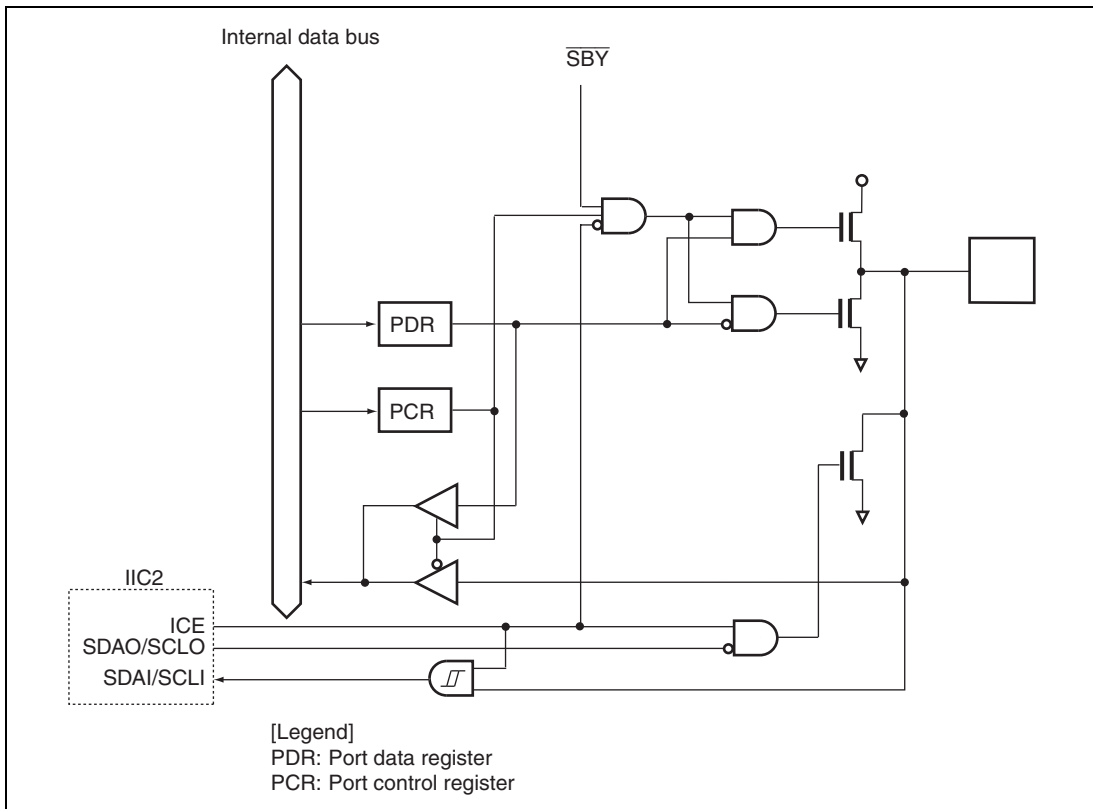 Internal data bus
SBY
PDR
PCR
IIC2
ICE
SDAO/SCLO
SDAI/SCLI
[Legend]
PDR: Port data register
PCR: Port control register